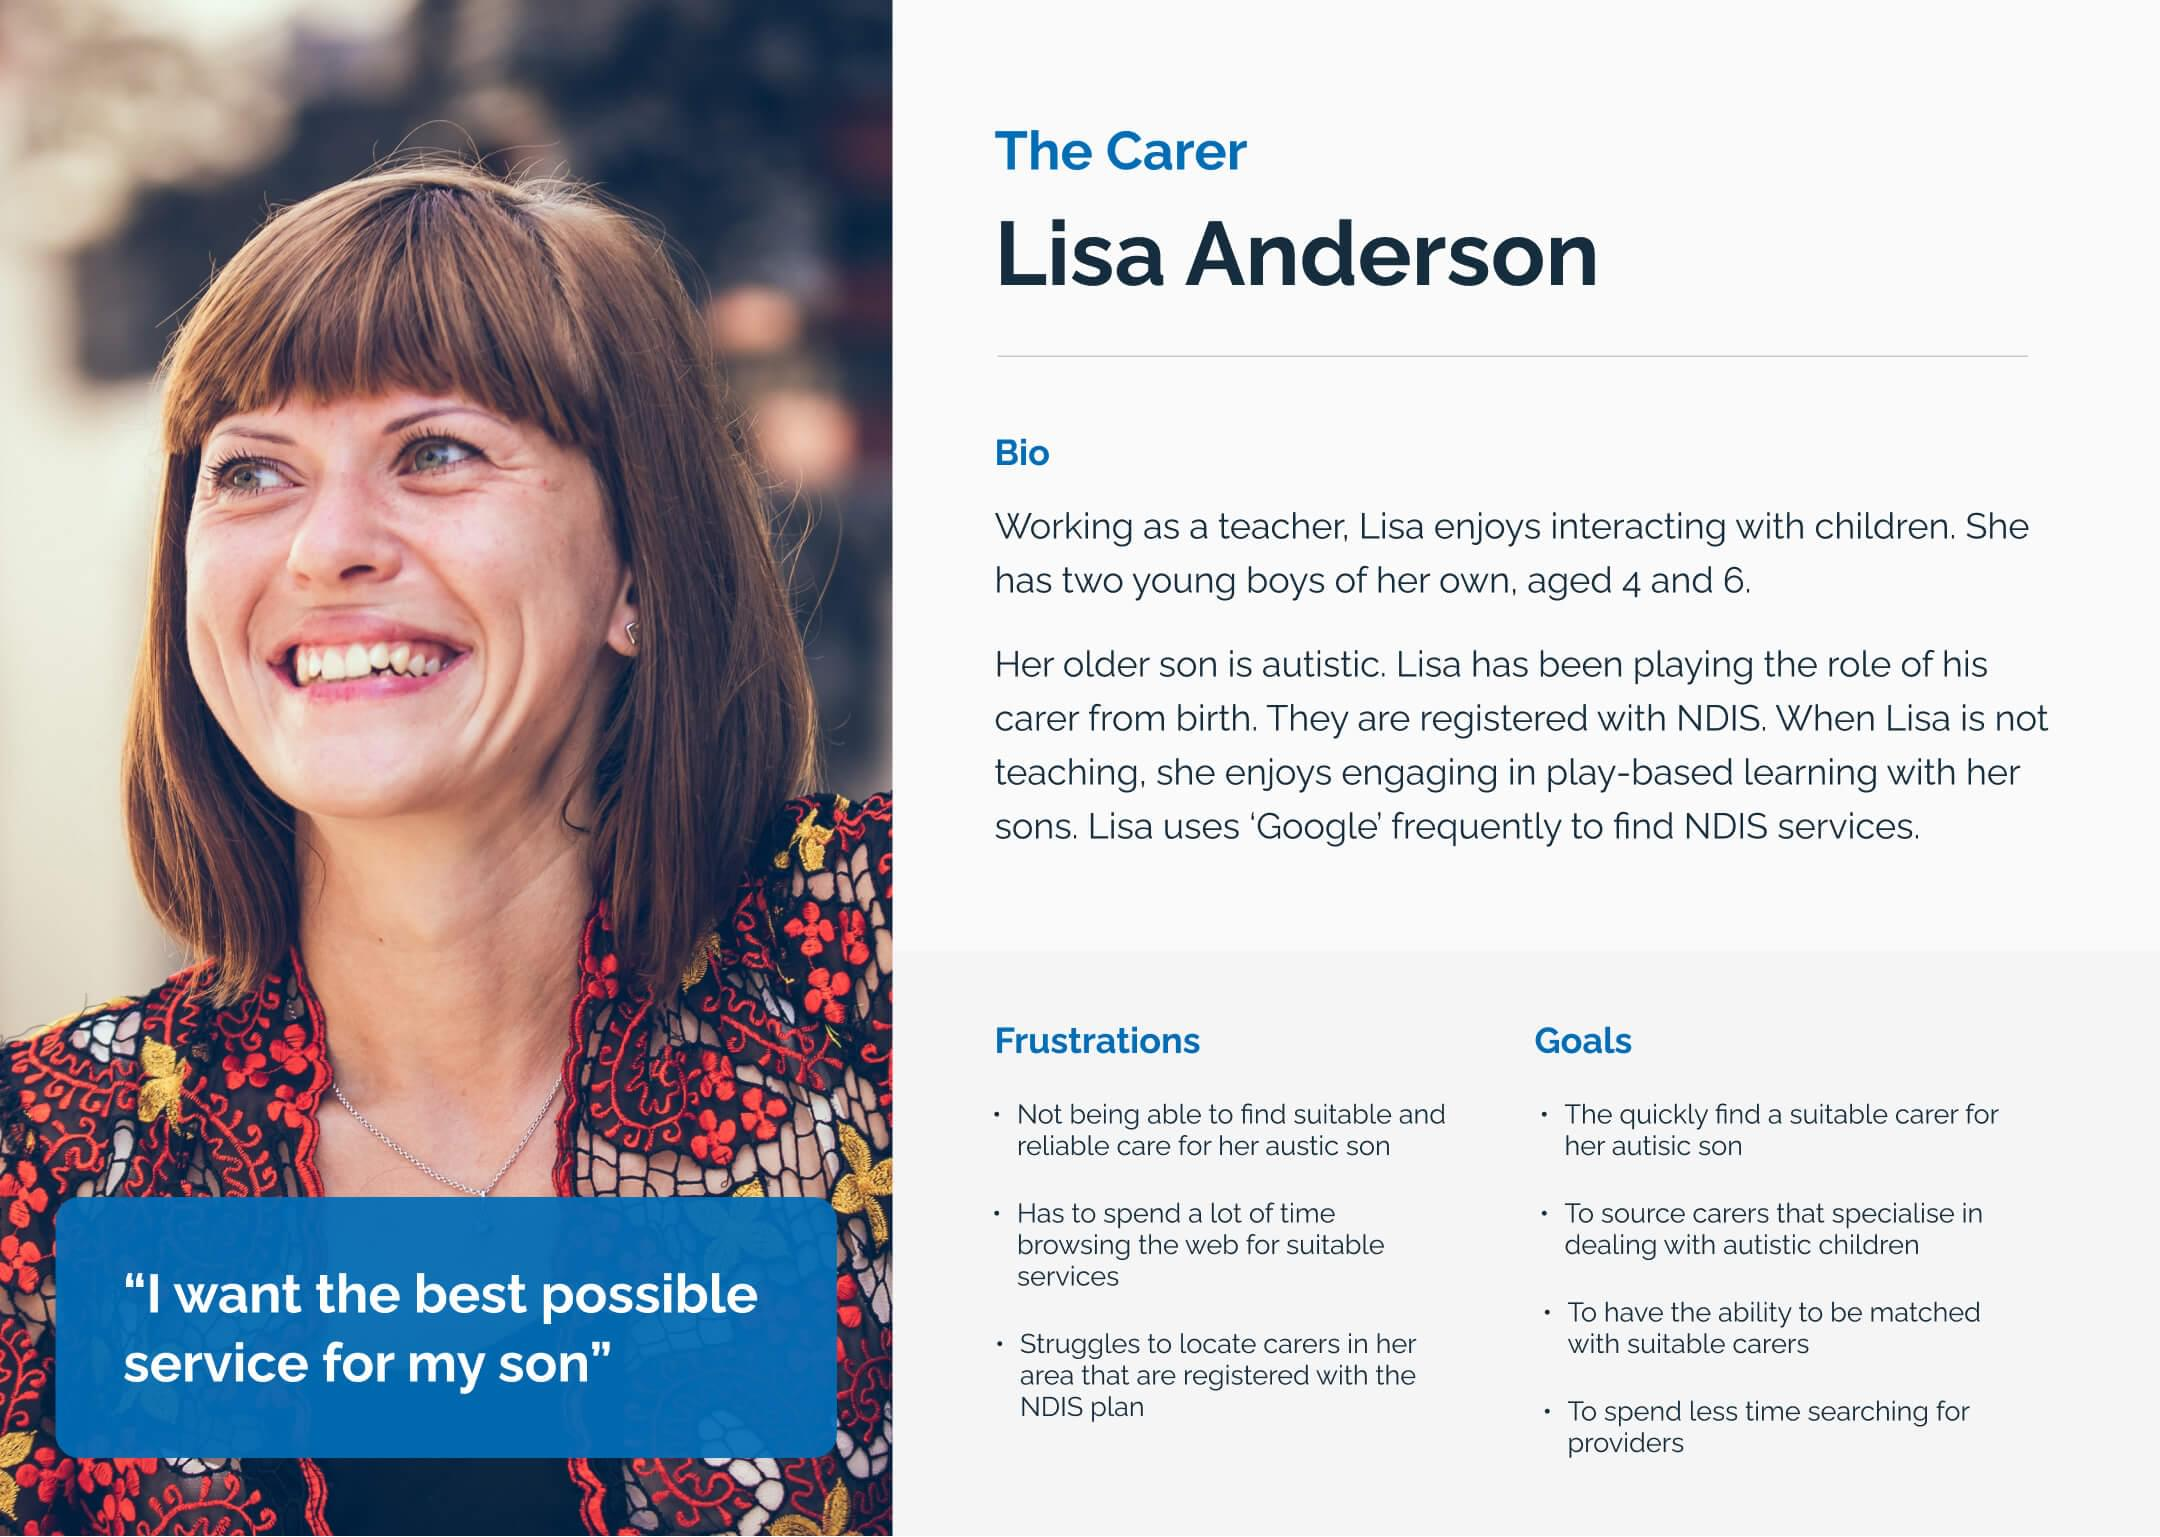 The Carer
Lisa Anderson
Bio
Working as a teacher, Lisa enjoys interacting with children. She
has two young boys of her own, aged 4 and 6.
Her older son is autistic. Lisa has been playing the role of his
carer from birth. They are registered with NDIS. When Lisa is not
teaching, she enjoys engaging in play-based learning with her
sons. Lisa uses ‘Google’ frequently to find NDIS services.
Frustrations
• Not being able to find suitable and
reliable care for her austic son
• Has to spend a lot of time
browsing the web for suitable
services
• Struggles to locate carers in her
area that are registered with the
NDIS plan
Goals
• The quickly find a suitable carer for
her autisic son
• To source carers that specialise in
dealing with autistic children
• To have the ability to be matched
with suitable carers
• To spend less time searching for
providers
“I want the best possible
service for my son”